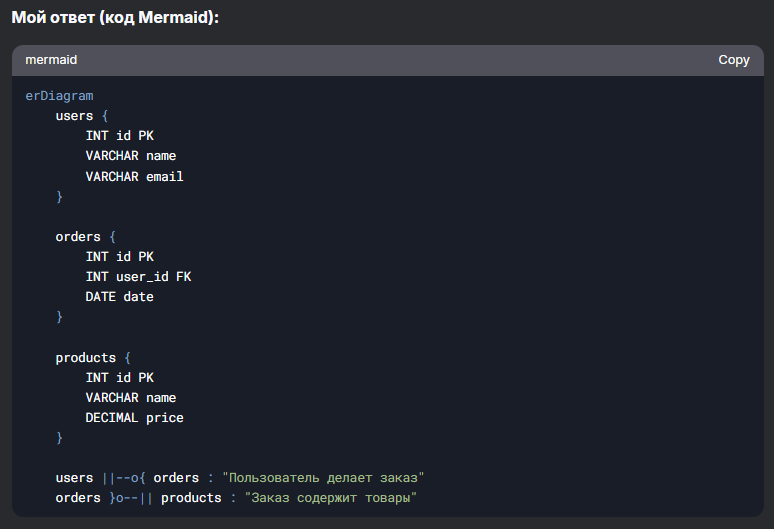 Мой ответ (код Mermaid):
mermaid Copy
erDiagram
    users {
        INT id PK
        VARCHAR name
        VARCHAR email
    }

    orders {
        INT id PK
        INT user_id FK
        DATE date
    }

    products {
        INT id PK
        VARCHAR name
        DECIMAL price
    }

    users ||--o{ orders : "Пользователь делает заказ"
    orders }o--|| products : "Заказ содержит товары"